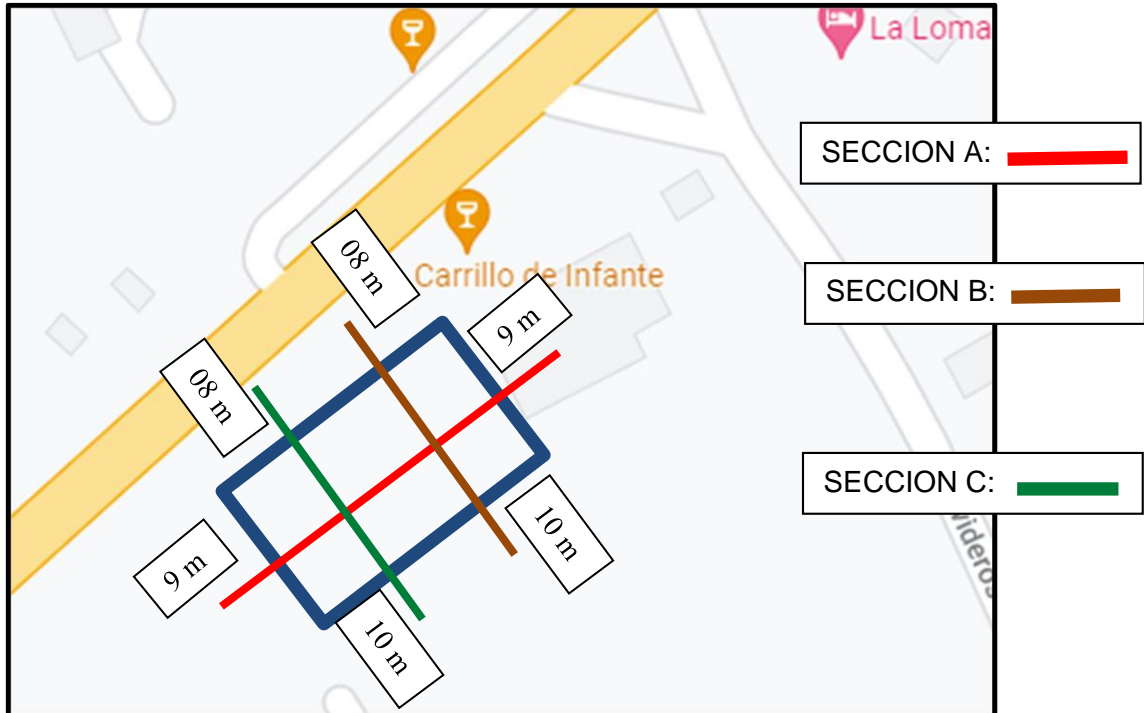 La Loma
SECCION A:
08 m
Carrillo de Infante
SECCION B:
9 m
08 m
SECCION C:
10 m
9 m
10 m